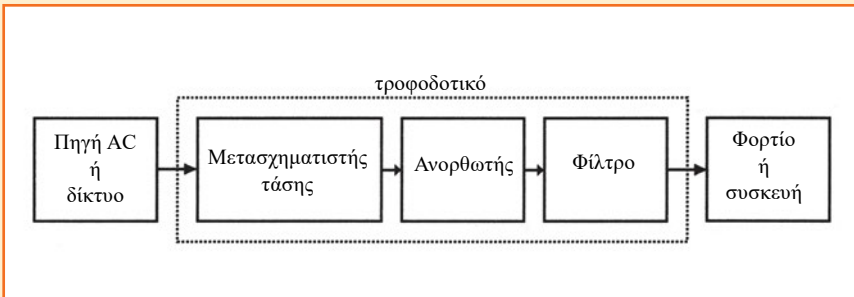 τροφοδοτικό
Πηγή AC
ή
δίκτυο
Μετασχηματιστής
τάσης
Ανορθωτής
Φίλτρο
Φορτίο
ή
συσκευή